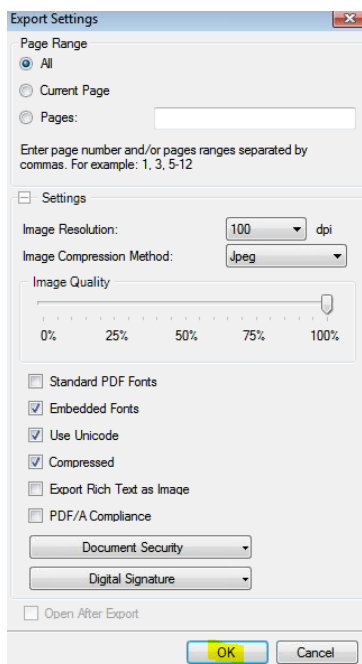 Export Settings
Page Range
All
Current Page
Pages:
Enter page number and/or pages ranges separated by
commas. For example: 1, 3, 5-12
Settings
Image Resolution: 100 dpi
Image Compression Method: Jpeg
Image Quality
0% 25% 50% 75% 100%
Standard PDF Fonts
Embedded Fonts
Use Unicode
Compressed
Export Rich Text as Image
PDF/A Compliance
Document Security
Digital Signature
Open After Export
OK Cancel